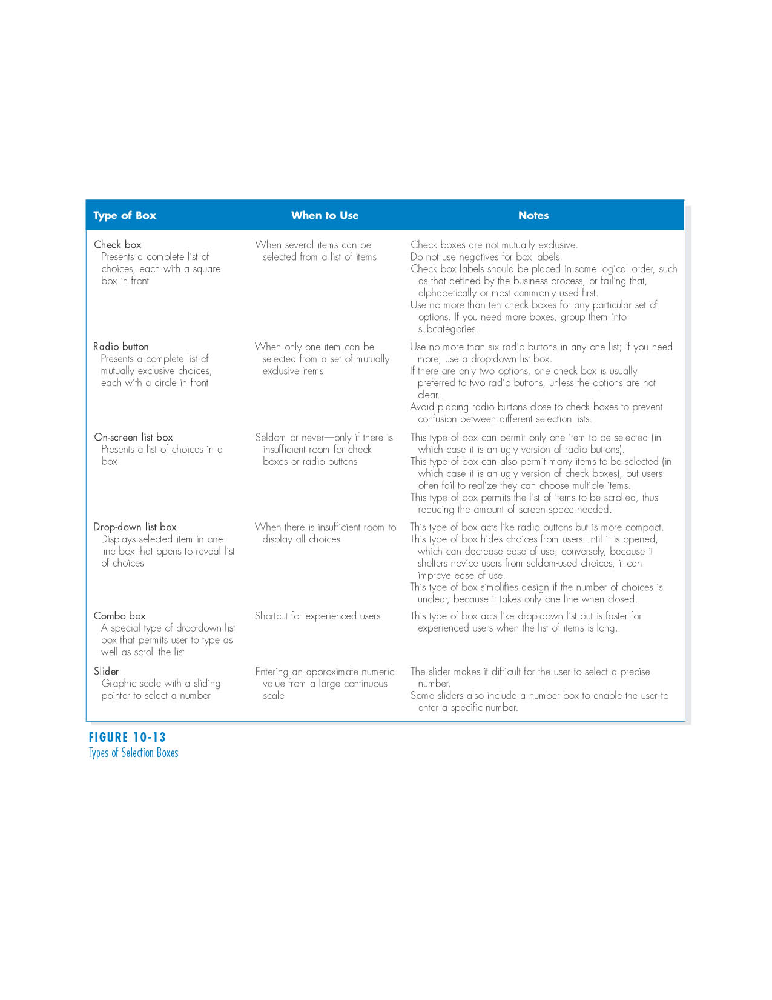 Type of Box When to Use Notes
Check box
Presents a complete list of
choices, each with a square
box in front
When several items can be
selected from a list of items
Check boxes are not mutually exclusive.
Do not use negatives for box labels.
Check box labels should be placed in some logical order, such
as that defined by the business process, or failing that,
alphabetically or most commonly used first.
Use no more than ten check boxes for any particular set of
options. If you need more boxes, group them into
subcategories.
Radio button
Presents a complete list of
mutually exclusive choices,
each with a circle in front
When only one item can be
selected from a set of mutually
exclusive items
Use no more than six radio buttons in any one list; if you need
more, use a drop-down list box.
If there are only two options, one check box is usually
preferred to two radio buttons, unless the options are not
clear.
Avoid placing radio buttons close to check boxes to prevent
confusion between different selection lists.
On-screen list box
Presents a list of choices in a
box
Seldom or never—only if there is
insufficient room for check
boxes or radio buttons
This type of box can permit only one item to be selected (in
which case it is an ugly version of radio buttons).
This type of box can also permit many items to be selected (in
which case it is an ugly version of check boxes), but users
often fail to realize they can choose multiple items.
This type of box permits the list of items to be scrolled, thus
reducing the amount of screen space needed.
Drop-down list box
Displays selected item in one-
line box that opens to reveal list
of choices
When there is insufficient room to
display all choices
This type of box acts like radio buttons but is more compact.
This type of box hides choices from users until it is opened,
which can decrease ease of use; conversely, because it
shelters novice users from seldom-used choices, it can
improve ease of use.
This type of box simplifies design if the number of choices is
unclear, because it takes only one line when closed.
Combo box
A special type of drop-down list
box that permits user to type as
well as scroll the list
Shortcut for experienced users
This type of box acts like drop-down list but is faster for
experienced users when the list of items is long.
Slider
Graphic scale with a sliding
pointer to select a number
Entering an approximate numeric
value from a large continuous
scale
The slider makes it difficult for the user to select a precise
number.
Some sliders also include a number box to enable the user to
enter a specific number.
FIGURE 10-13
Types of Selection Boxes